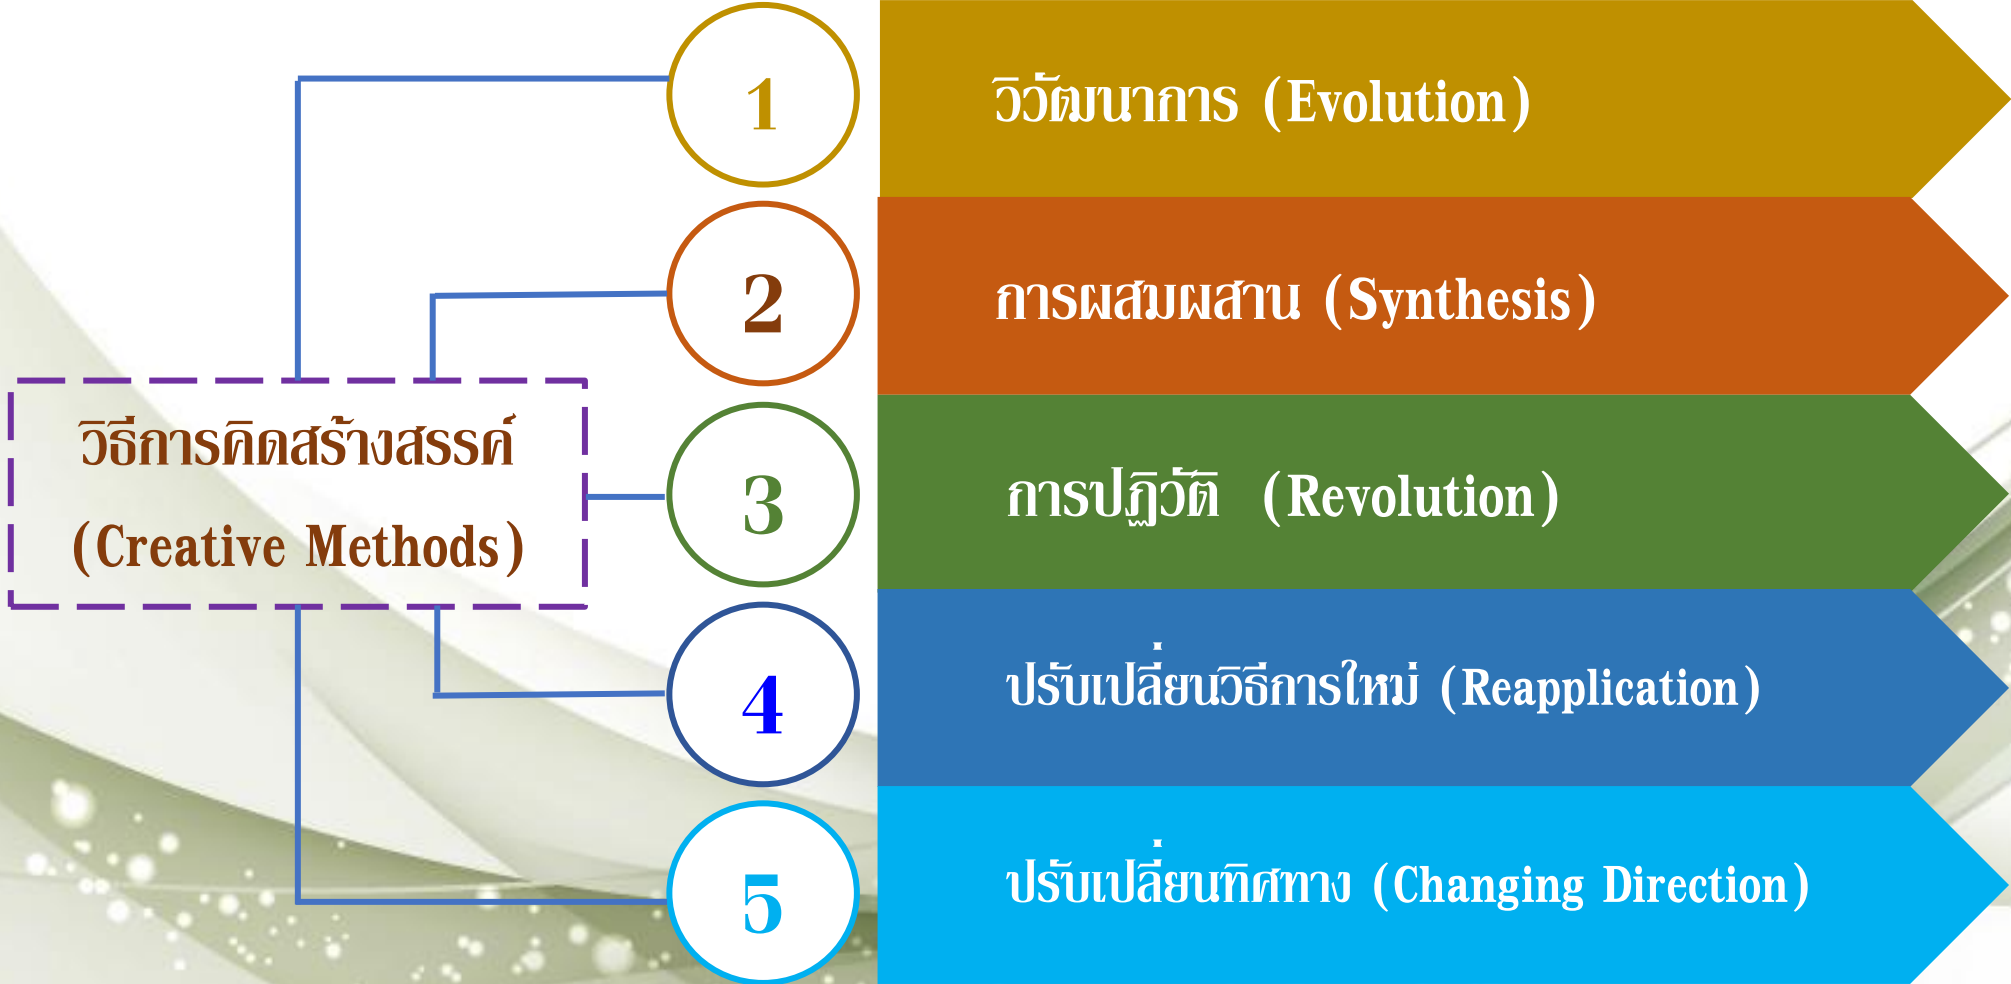 1
วิวัฒนาการ (Evolution)
2
การผสมผสาน (Synthesis)
วิธีการคิดสร้างสรรค์
(Creative Methods)
3
การปฏิวัติ (Revolution)
4
ปรับเปลี่ยนวิธีการใหม่ (Reapplication)
5
ปรับเปลี่ยนทิศทาง (Changing Direction)